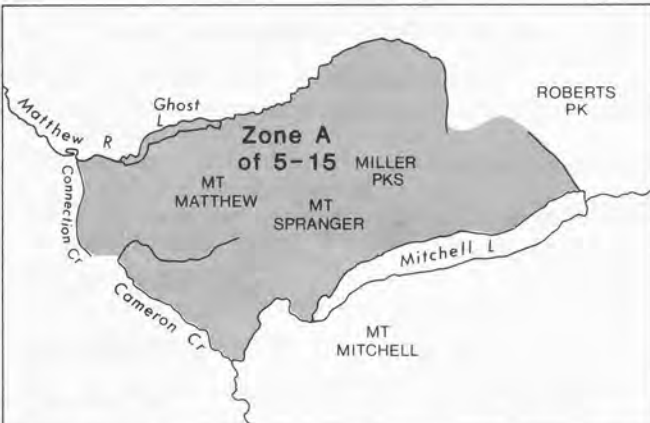 Matthew R
Ghost
L
ROBERTS
PK
Zone A
of 5-15
MILLER
PKS
MT
MATTHEW
MT
SPRANGER
Connection Cr
Mitchell L
Cameron Cr
MT
MITCHELL